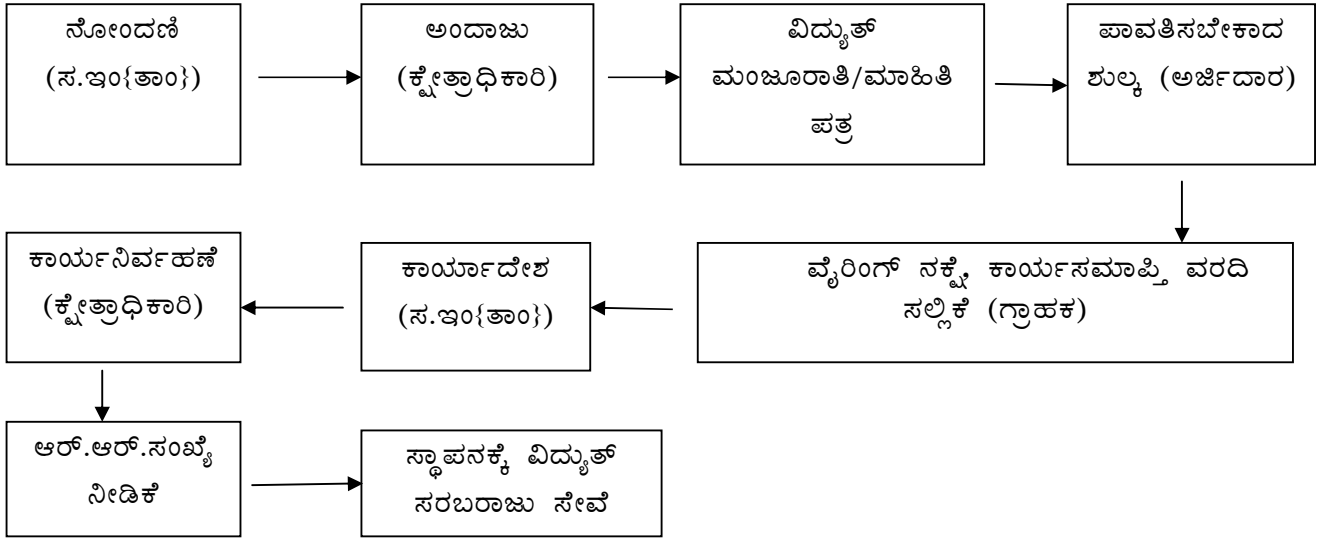 ನೋಂದಣಿ
(ಸ.ಇಂ{ತಾಂ})
ಅಂದಾಜು
(ಕ್ಷೇತ್ರಾಧಿಕಾರಿ)
ವಿದ್ಯುತ್
ಮಂಜೂರಾತಿ/ಮಾಹಿತಿ
ಪತ್ರ
ಪಾವತಿಸಬೇಕಾದ
ಶುಲ್ಕ (ಅರ್ಜಿದಾರ)
ವೈರಿಂಗ್ ನಕ್ಷೆ, ಕಾರ್ಯಸಮಾಪ್ತಿ ವರದಿ
ಸಲ್ಲಿಕೆ (ಗ್ರಾಹಕ)
ಕಾರ್ಯಾದೇಶ
(ಸ.ಇಂ{ತಾಂ})
ಕಾರ್ಯನಿರ್ವಹಣೆ
(ಕ್ಷೇತ್ರಾಧಿಕಾರಿ)
ಆರ್.ಆರ್.ಸಂಖ್ಯೆ
ನೀಡಿಕೆ
ಸ್ಥಾಪನಕ್ಕೆ ವಿದ್ಯುತ್
ಸರಬರಾಜು ಸೇವೆ